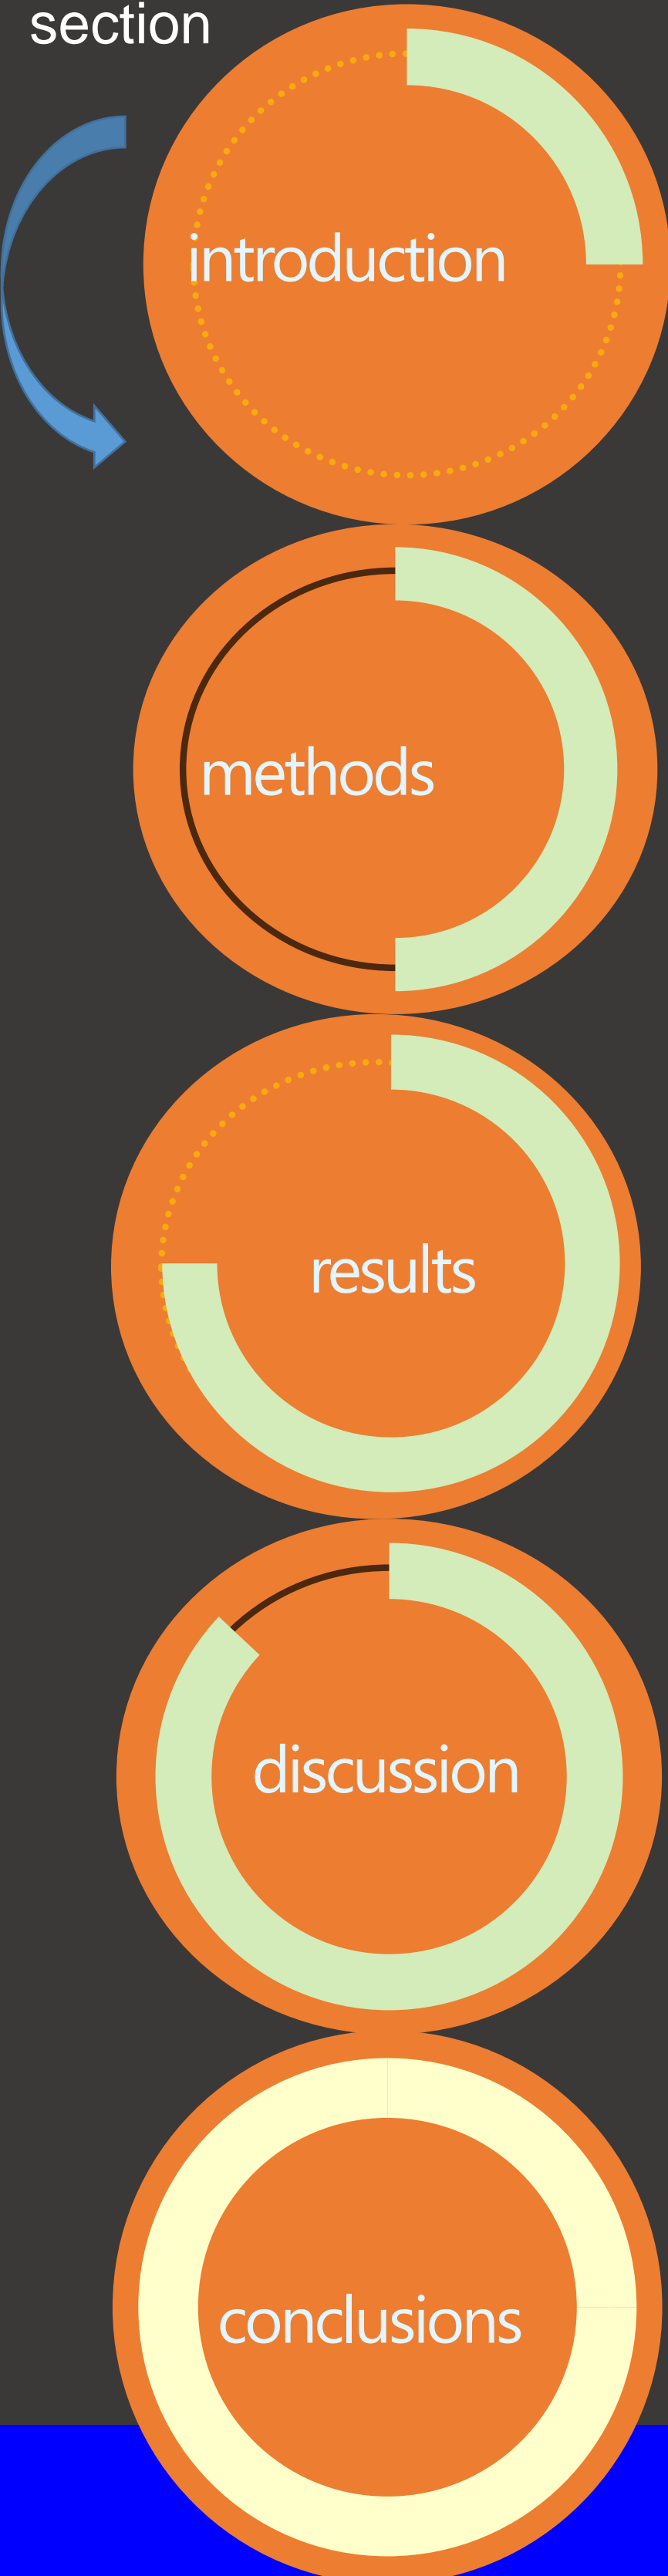 section
introduction
methods
results
discussion
conclusions